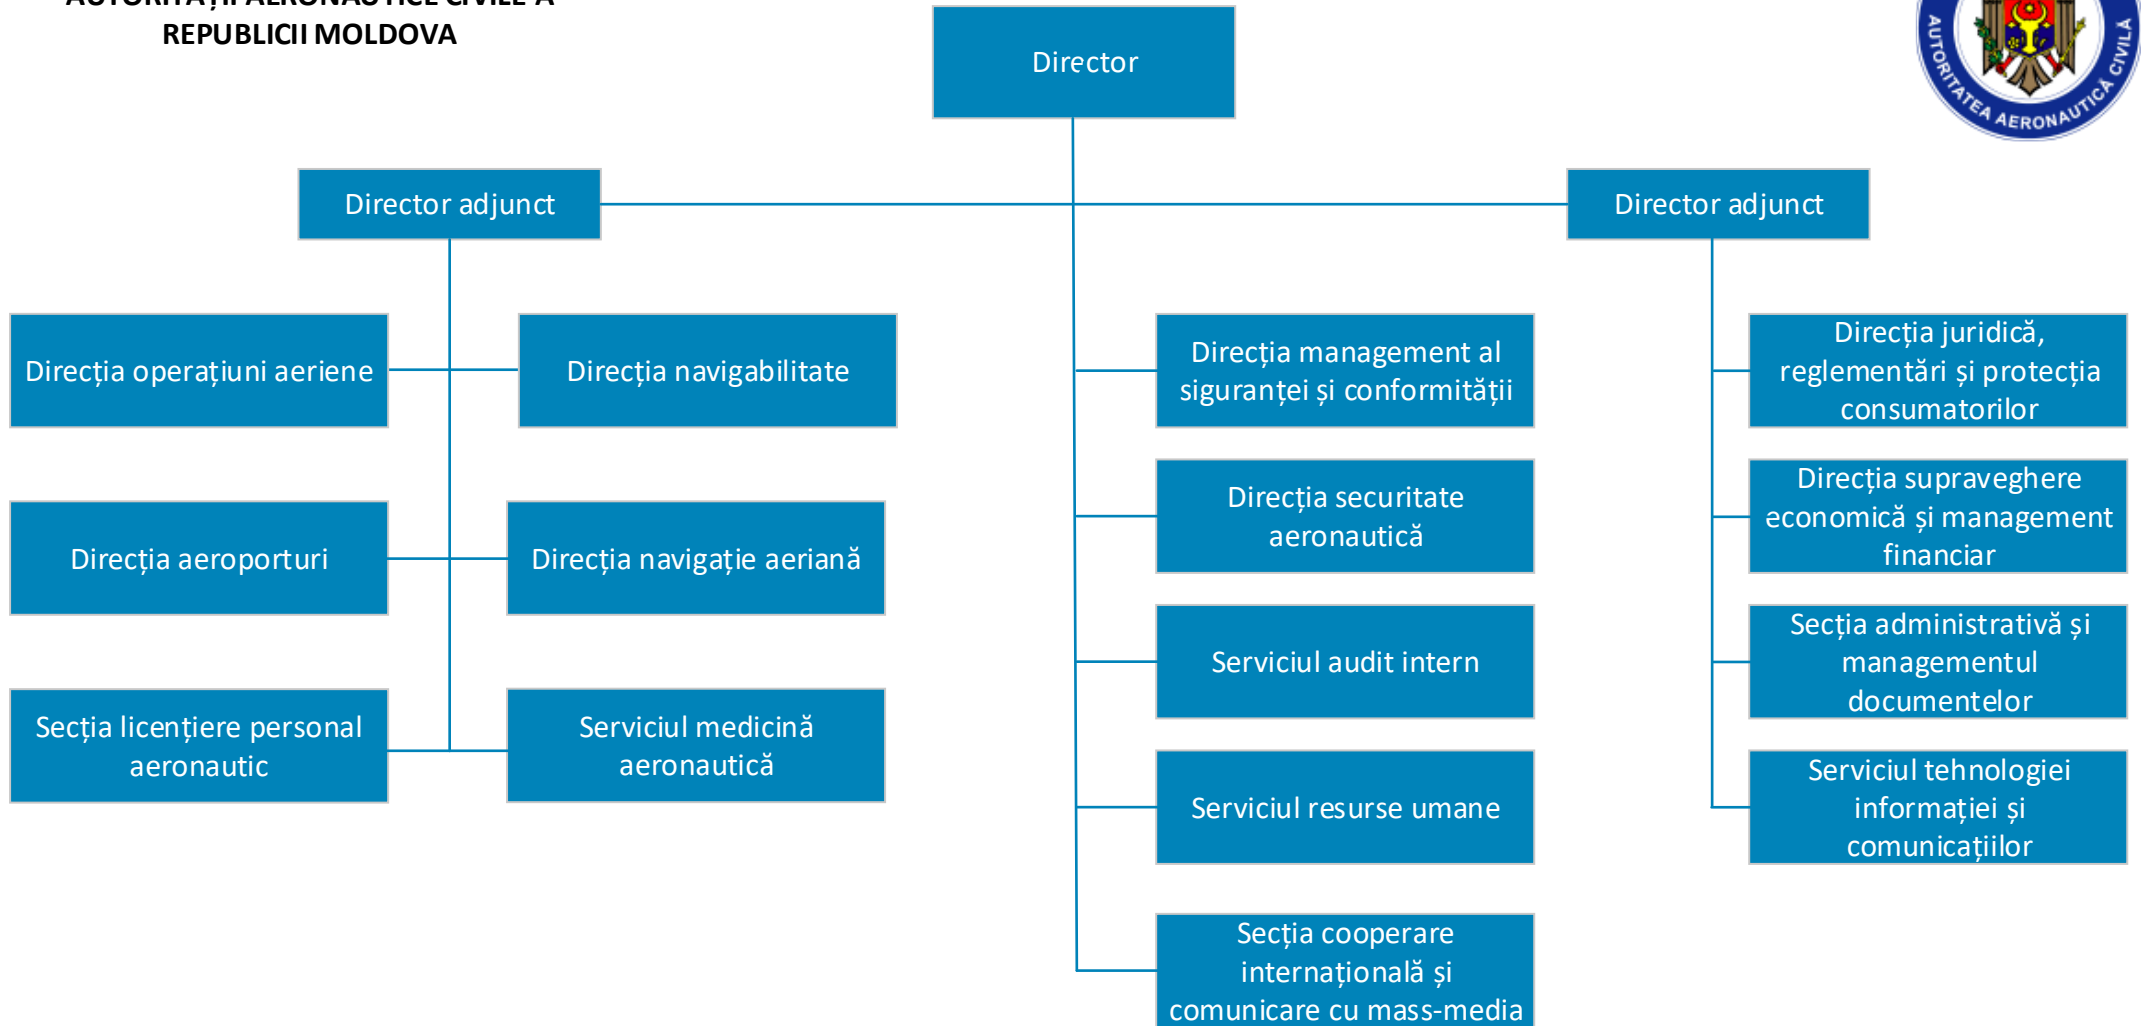 AUTORITĂȚII AERONAUTICE CIVILE A
REPUBLICII MOLDOVA
Director
AUTORITATEA AERONAUTICĂ CIVILĂ
Director adjunct
Director adjunct
Direcția operațiuni aeriene
Direcția navigabilitate
Direcția aeroporturi
Direcția navigație aeriană
Secția licențiere personal
aeronautic
Serviciul medicină
aeronautică
Direcția management al
siguranței și conformității
Direcția securitate
aeronautică
Serviciul audit intern
Serviciul resurse umane
Secția cooperare
internațională și
comunicare cu mass-media
Direcția juridică,
reglementări și protecția
consumatorilor
Direcția supraveghere
economică și management
financiar
Secția administrativă și
managementul
documentelor
Serviciul tehnologiei
informației și
comunicațiilor